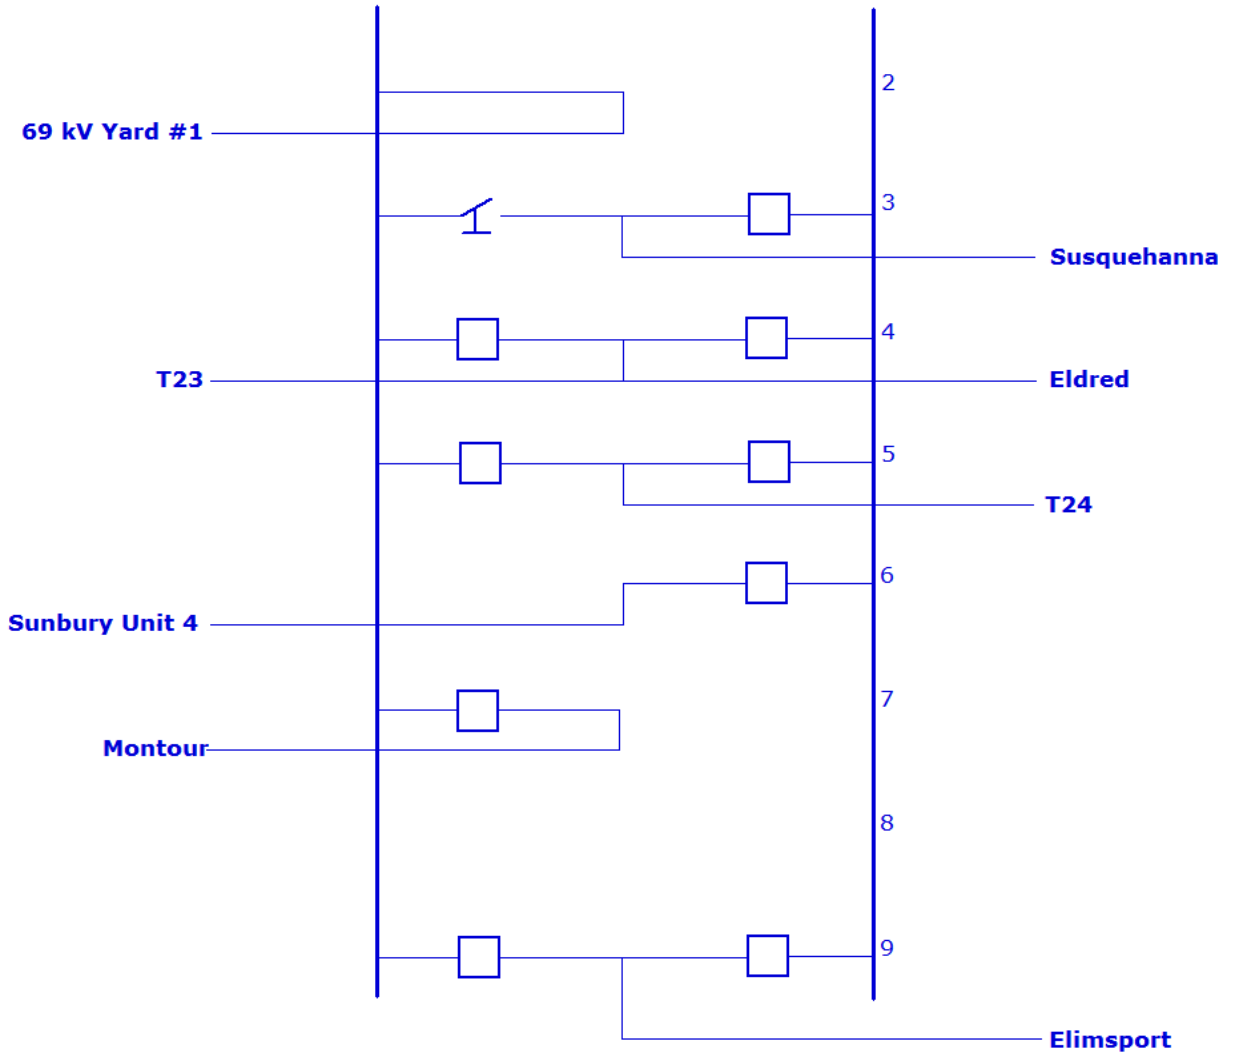 2
69 kV Yard #1
3
Susquehanna
4
T23
Eldred
5
T24
6
Sunbury Unit 4
7
Montour
8
9
Elimsport